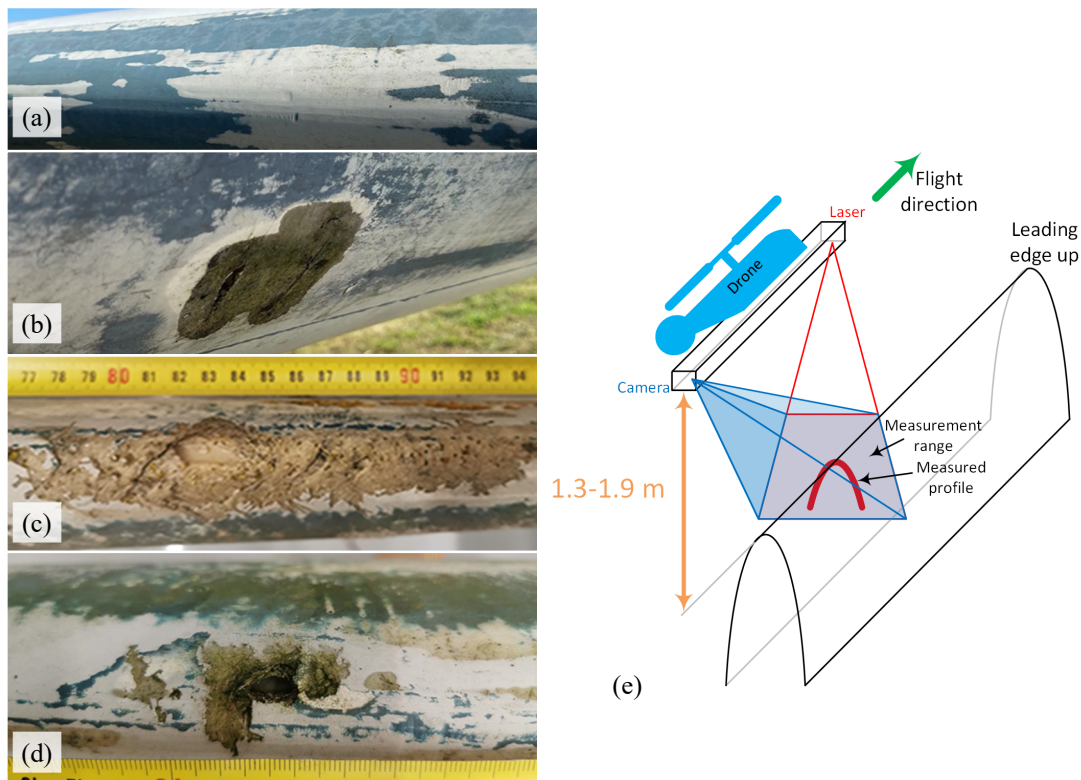 (a)
(b)
77 78 79 80 81 82 83 84 85 86 87 88 89 90 91 92 93 94
(c)
(d)
Flight
direction
Laser
Leading
edge up
Drone
Camera
Measurement
range
Measured
profile
1.3-1.9 m
(e)